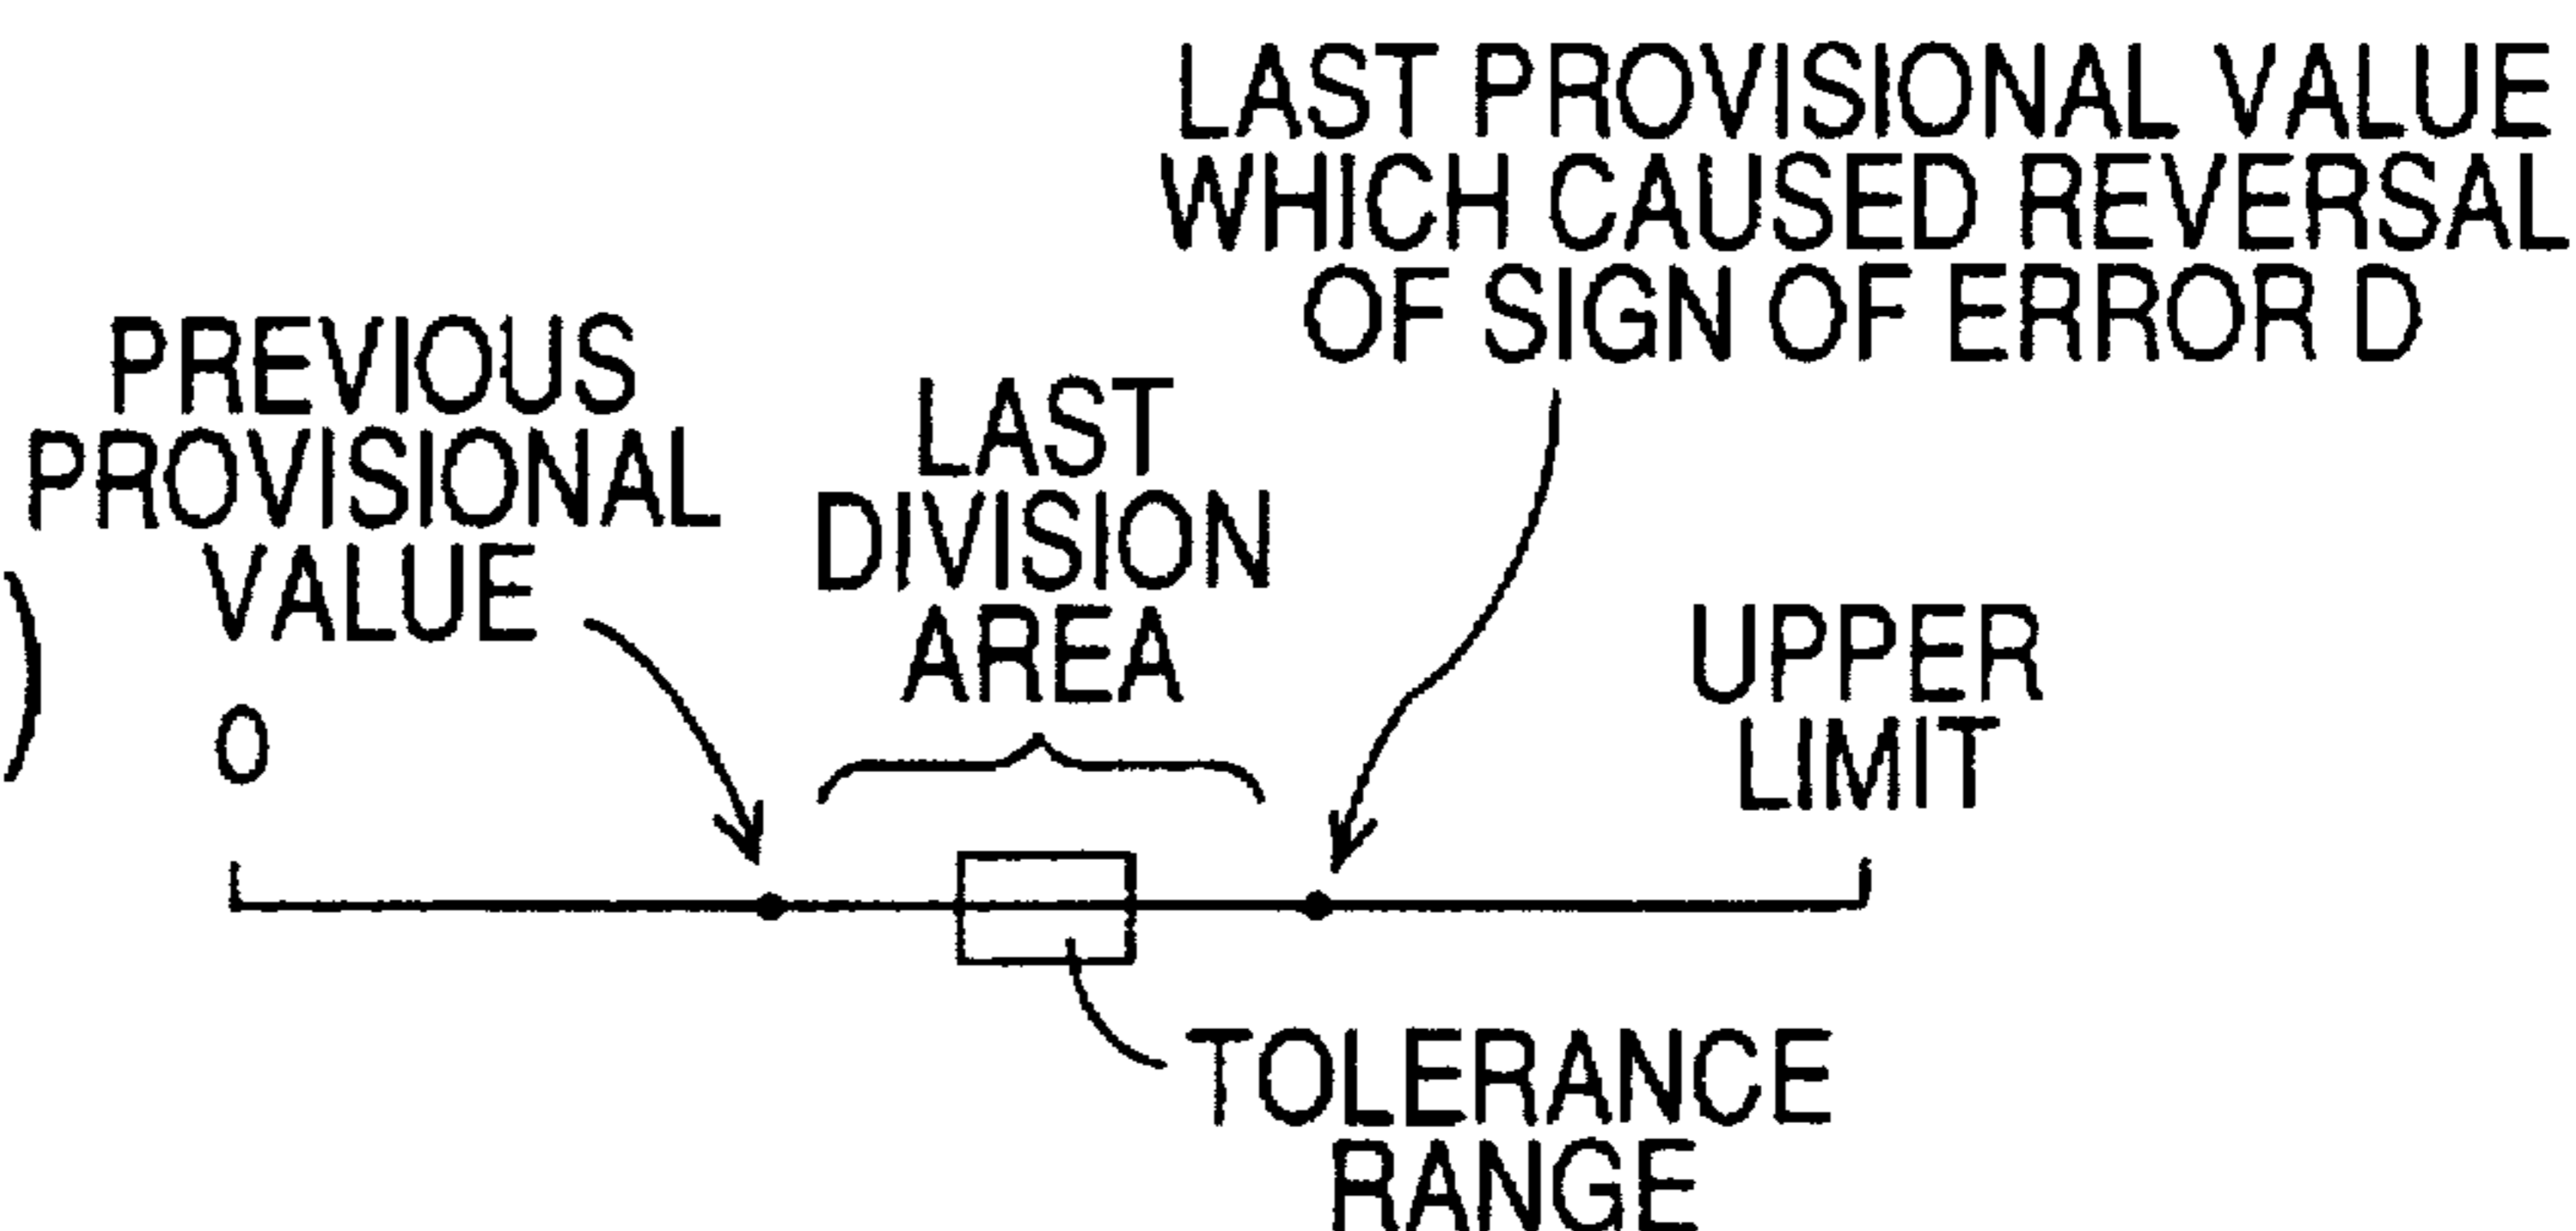 LAST PROVISIONAL VALUE
WHICH CAUSED REVERSAL
OF SIGN OF ERROR D
PREVIOUS
PROVISIONAL
VALUE
LAST
DIVISION
AREA
)
0
UPPER
LIMIT
TOLERANCE
RANGE